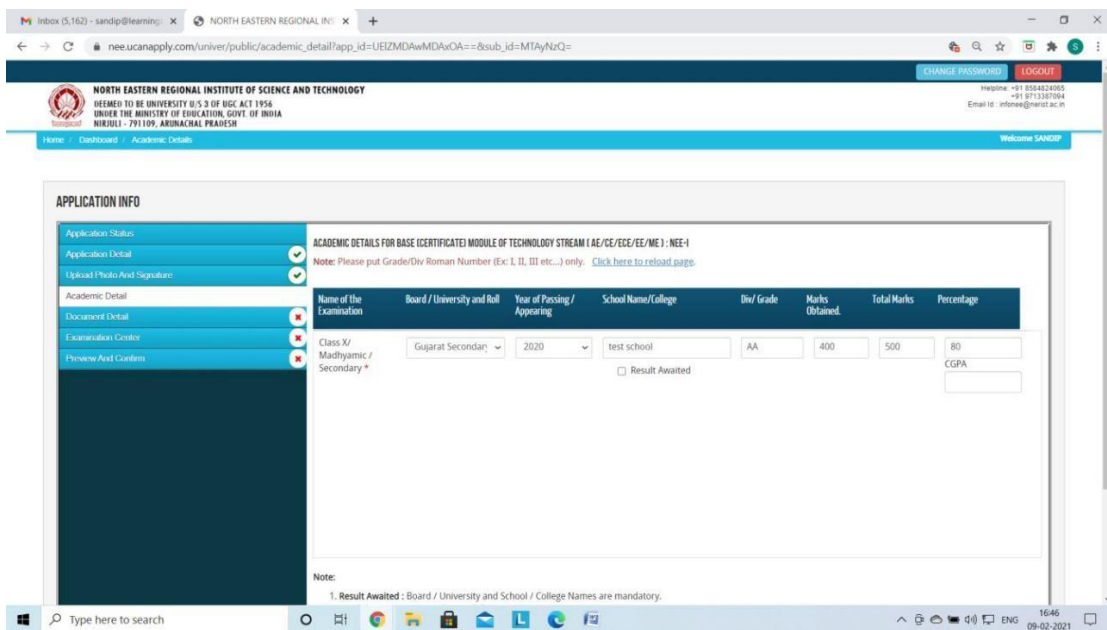 Inbox (5,162) - sandip@learning
NORTH EASTERN REGIONAL INS
nee.ucanapply.com/univer/public/academic_detail?app_id=UElZMDAwMDAxOA==&sub_id=MTAyNzQ=
S
CHANGE PASSWORD
LOGOUT
NORTH EASTERN REGIONAL INSTITUTE OF SCIENCE AND TECHNOLOGY
DEEMED TO BE UNIVERSITY U/S 3 OF UGC ACT 1956
UNDER THE MINISTRY OF EDUCATION, GOVT. OF INDIA
NIRJULI - 791109, ARUNACHAL PRADESH
Helpline: +91 8584824065
+91 9713387094
Email Id : infonee@nerist.ac.in
Home / Dashboard / Academic Details
Welcome SANDIP
APPLICATION INFO
Application Status
Application Detail
Upload Photo And Signature
Academic Detail
Document Detail
Examination Center
Preview And Confirm
ACADEMIC DETAILS FOR BASE (CERTIFICATE) MODULE OF TECHNOLOGY STREAM ( AE/CE/ECE/EE/ME ) : NEE-I
Note: Please put Grade/Div Roman Number (Ex: I, II, III etc...) only. Click here to reload page.
Name of the Examination
Board / University and Roll
Year of Passing / Appearing
School Name/College
Div/ Grade
Marks Obtained.
Total Marks
Percentage
Class X/
Madhyamic /
Secondary *
Gujarat Secondar
2020
test school
AA
400
500
80
Result Awaited
CGPA
Note:
1. Result Awaited : Board / University and School / College Names are mandatory.
Type here to search
L
ENG
16:46
09-02-2021